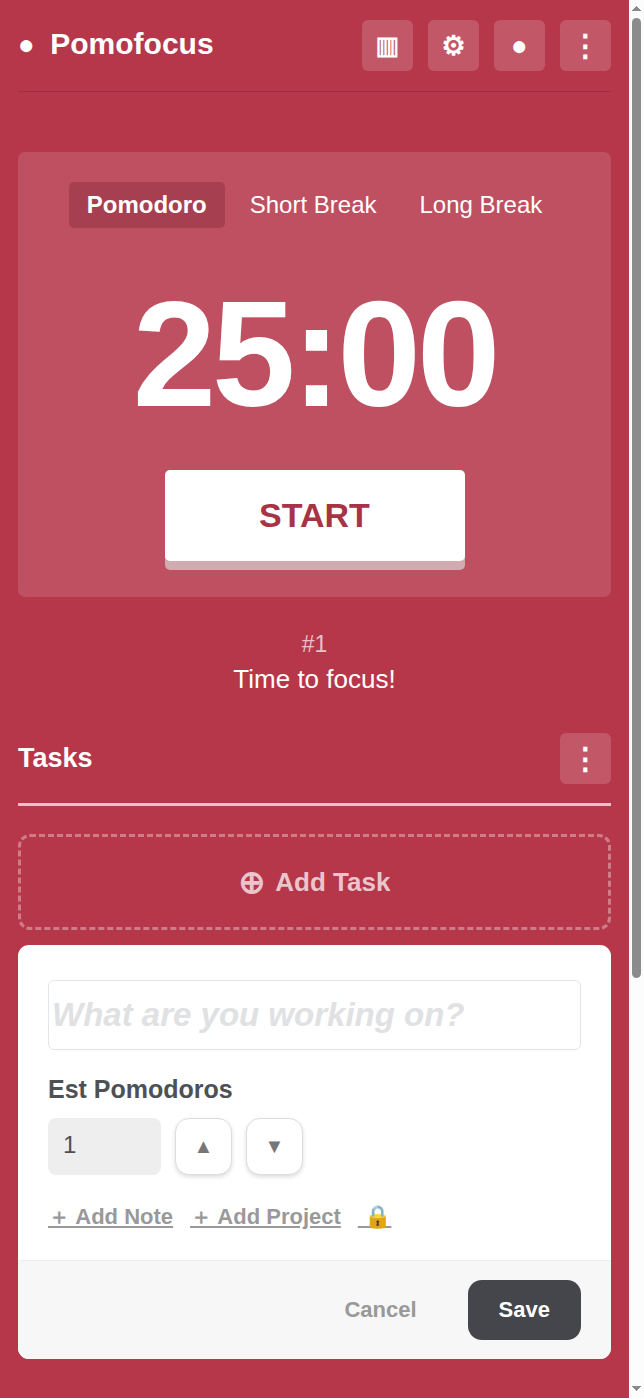 Pomofocus
Pomodoro Short Break Long Break
25:00
START
#1
Time to focus!
Tasks
⊕ Add Task
What are you working on?
Est Pomodoros
1
+ Add Note + Add Project
Cancel Save